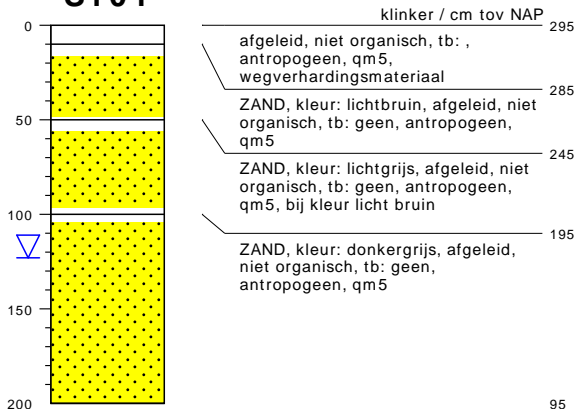 klinker / cm tov NAP
0
295
afgeleid, niet organisch, tb: ,
antropogeen, qm5,
wegverhardingsmateriaal
285
ZAND, kleur: lichtbruin, afgeleid, niet
organisch, tb: geen, antropogeen,
qm5
50
245
ZAND, kleur: lichtgrijs, afgeleid, niet
organisch, tb: geen, antropogeen,
qm5, bij kleur licht bruin
100
195
ZAND, kleur: donkergrijs, afgeleid,
niet organisch, tb: geen,
antropogeen, qm5
150
200
95